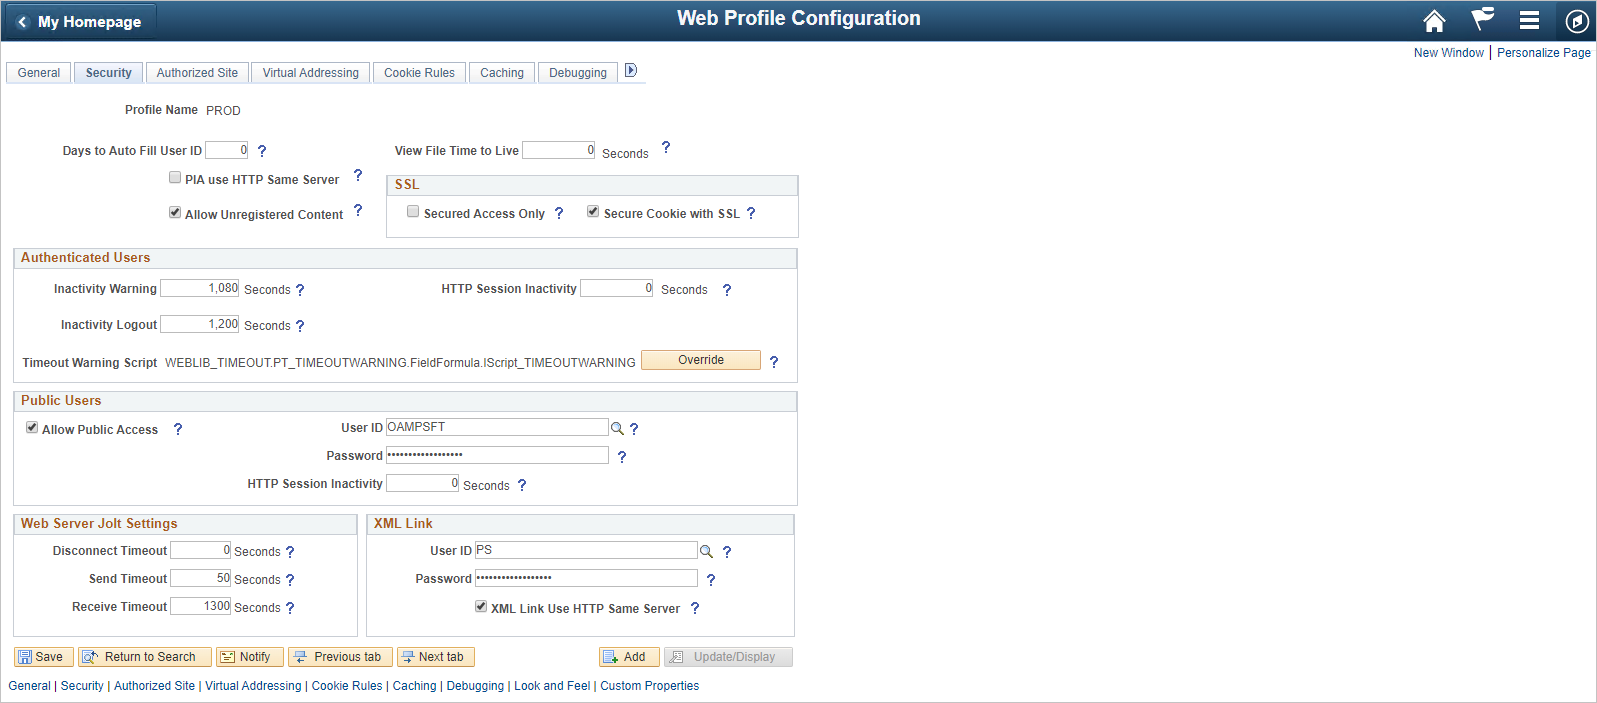 My Homepage
Web Profile Configuration
New Window | Personalize Page
General Security Authorized Site Virtual Addressing Cookie Rules Caching Debugging
Profile Name PROD
Days to Auto Fill User ID 0 ? View File Time to Live 0 Seconds ?
PIA use HTTP Same Server ?
SSL
Allow Unregistered Content ?
Secured Access Only ? Secure Cookie with SSL ?
Authenticated Users
Inactivity Warning 1,080 Seconds ? HTTP Session Inactivity 0 Seconds ?
Inactivity Logout 1,200 Seconds ?
Timeout Warning Script WEBLIB_TIMEOUT.PT_TIMEOUTWARNING.FieldFormula.IScript_TIMEOUTWARNING Override ?
Public Users
Allow Public Access ? User ID OAMPSFT ?
Password •••••••••••••••••• ?
HTTP Session Inactivity 0 Seconds ?
Web Server Jolt Settings
Disconnect Timeout 0 Seconds ?
Send Timeout 50 Seconds ?
Receive Timeout 1300 Seconds ?
XML Link
User ID PS ?
Password •••••••••••••••••• ?
XML Link Use HTTP Same Server ?
Save Return to Search Notify Previous tab Next tab Add Update/Display
General | Security | Authorized Site | Virtual Addressing | Cookie Rules | Caching | Debugging | Look and Feel | Custom Properties